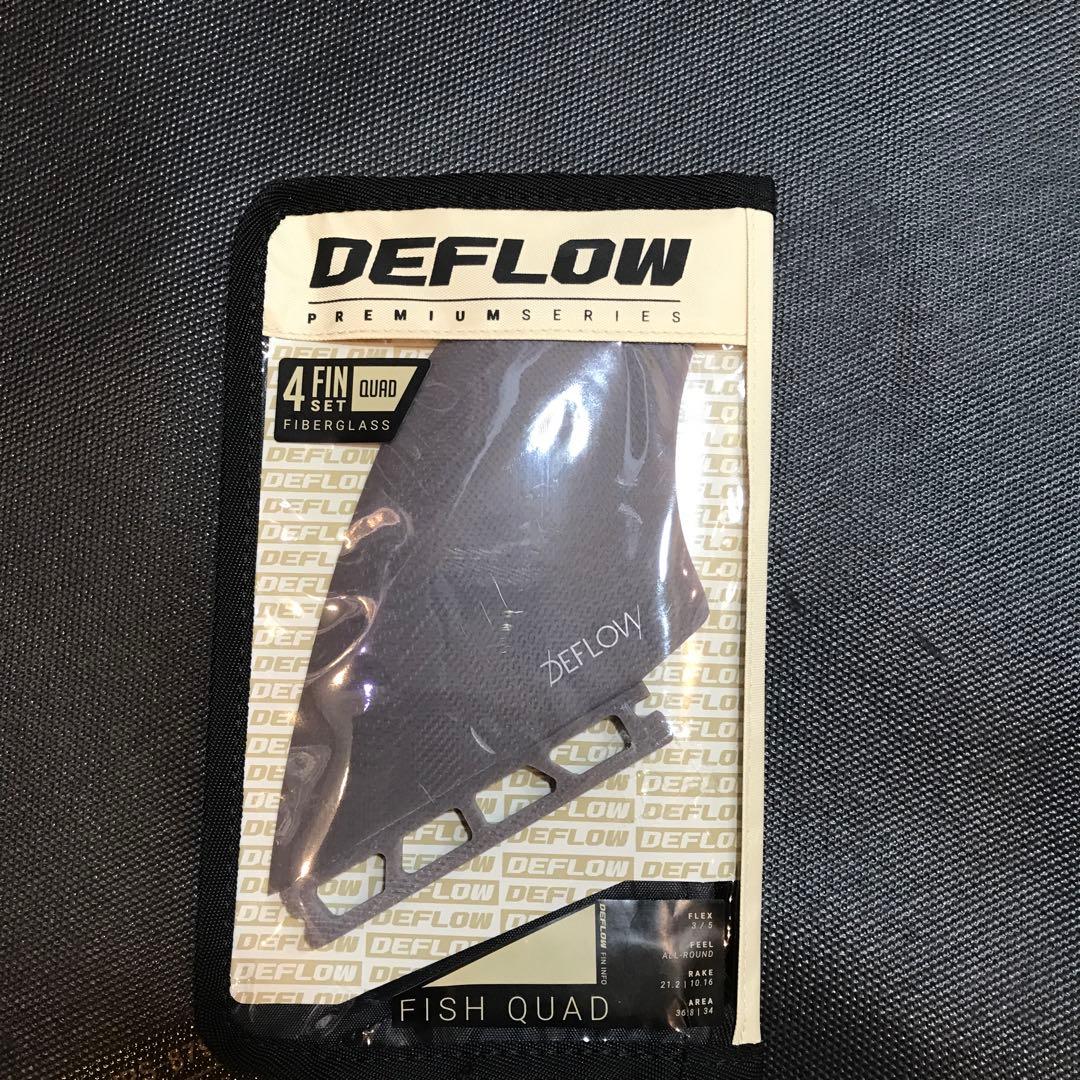 DEFLOW
PREMIUM SERIES
4 FIN SET QUAD
FIBERGLASS
DEFLOW
DEFLOW FIN INFO
FLEX
3 / 5
FEEL
ALL-ROUND
RAKE
21.2 | 10.16
AREA
36.8 | 34
FISH QUAD